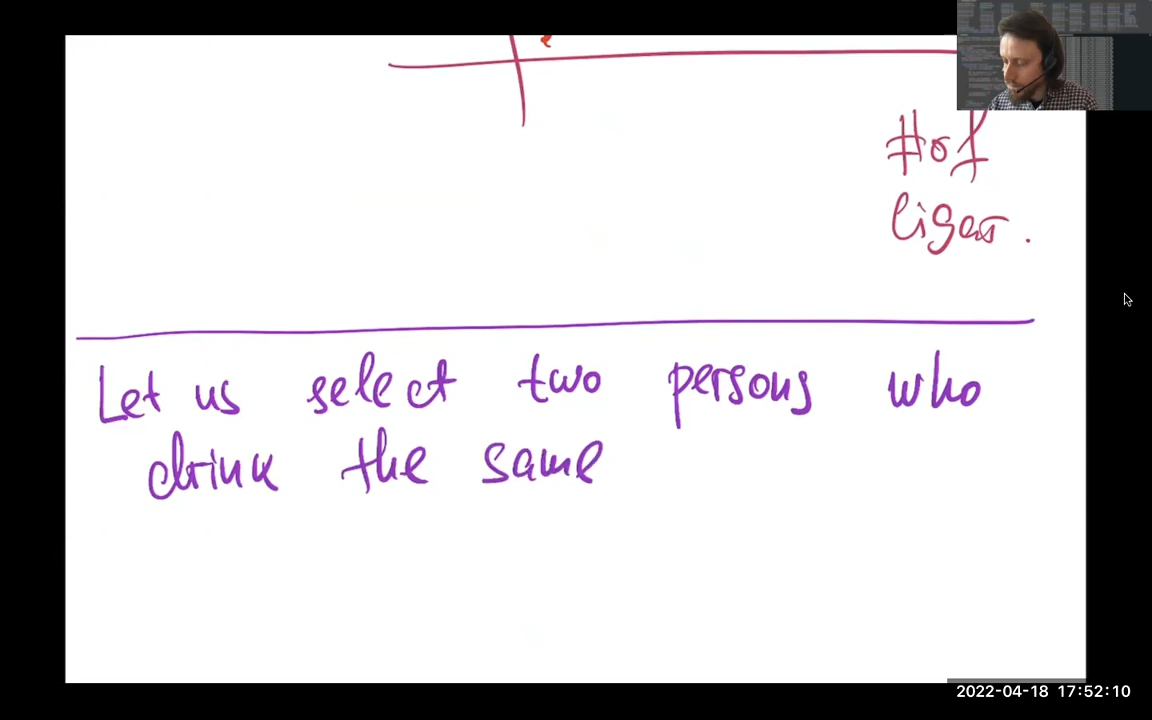 # of
cigar.
Let us select two persons who
drink the same
2022-04-18 17:52:10